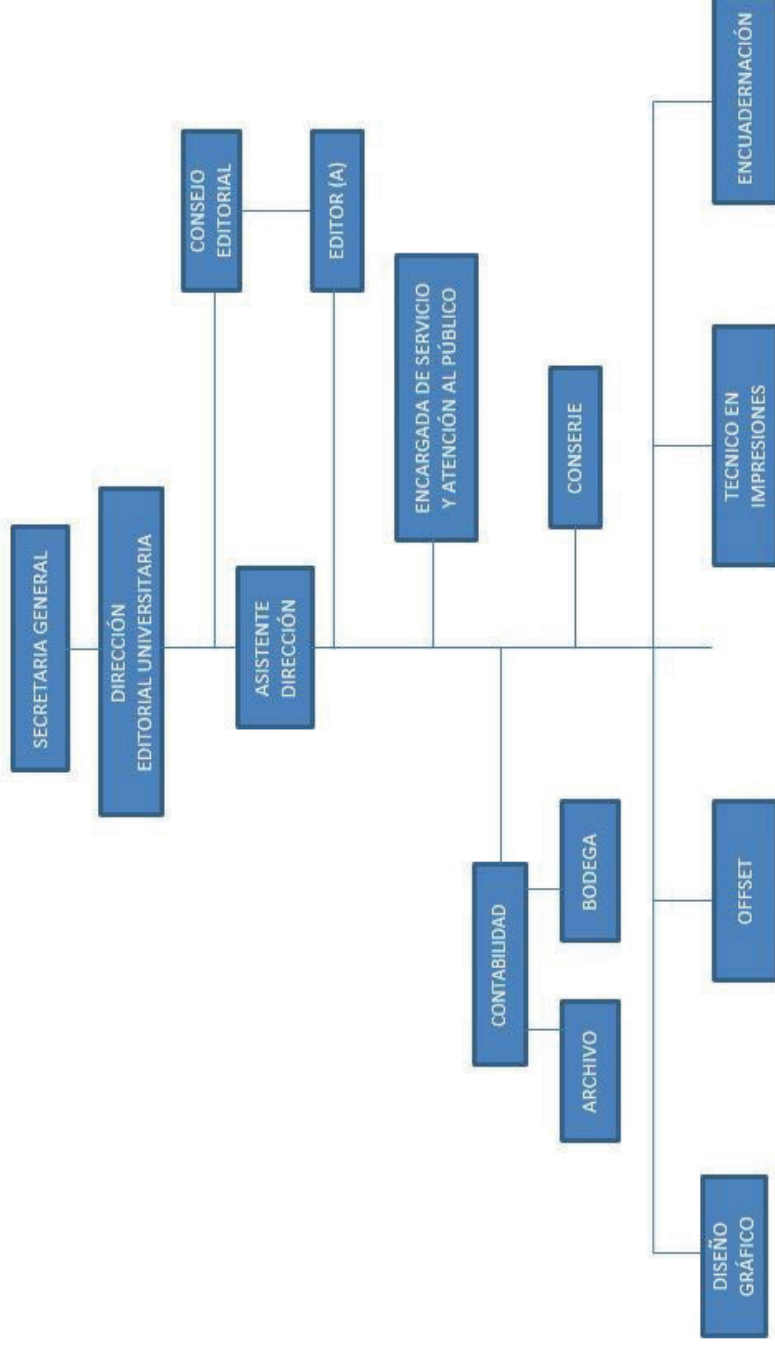 SECRETARIA GENERAL
DIRECCIÓN
EDITORIAL UNIVERSITARIA
CONSEJO
EDITORIAL
ASISTENTE
DIRECCIÓN
EDITOR (A)
ENCARGADA DE SERVICIO
Y ATENCIÓN AL PÚBLICO
CONTABILIDAD
CONSERJE
ARCHIVO
BODEGA
DISEÑO
GRÁFICO
OFFSET
TECNICO EN
IMPRESIONES
ENCUADERNACIÓN